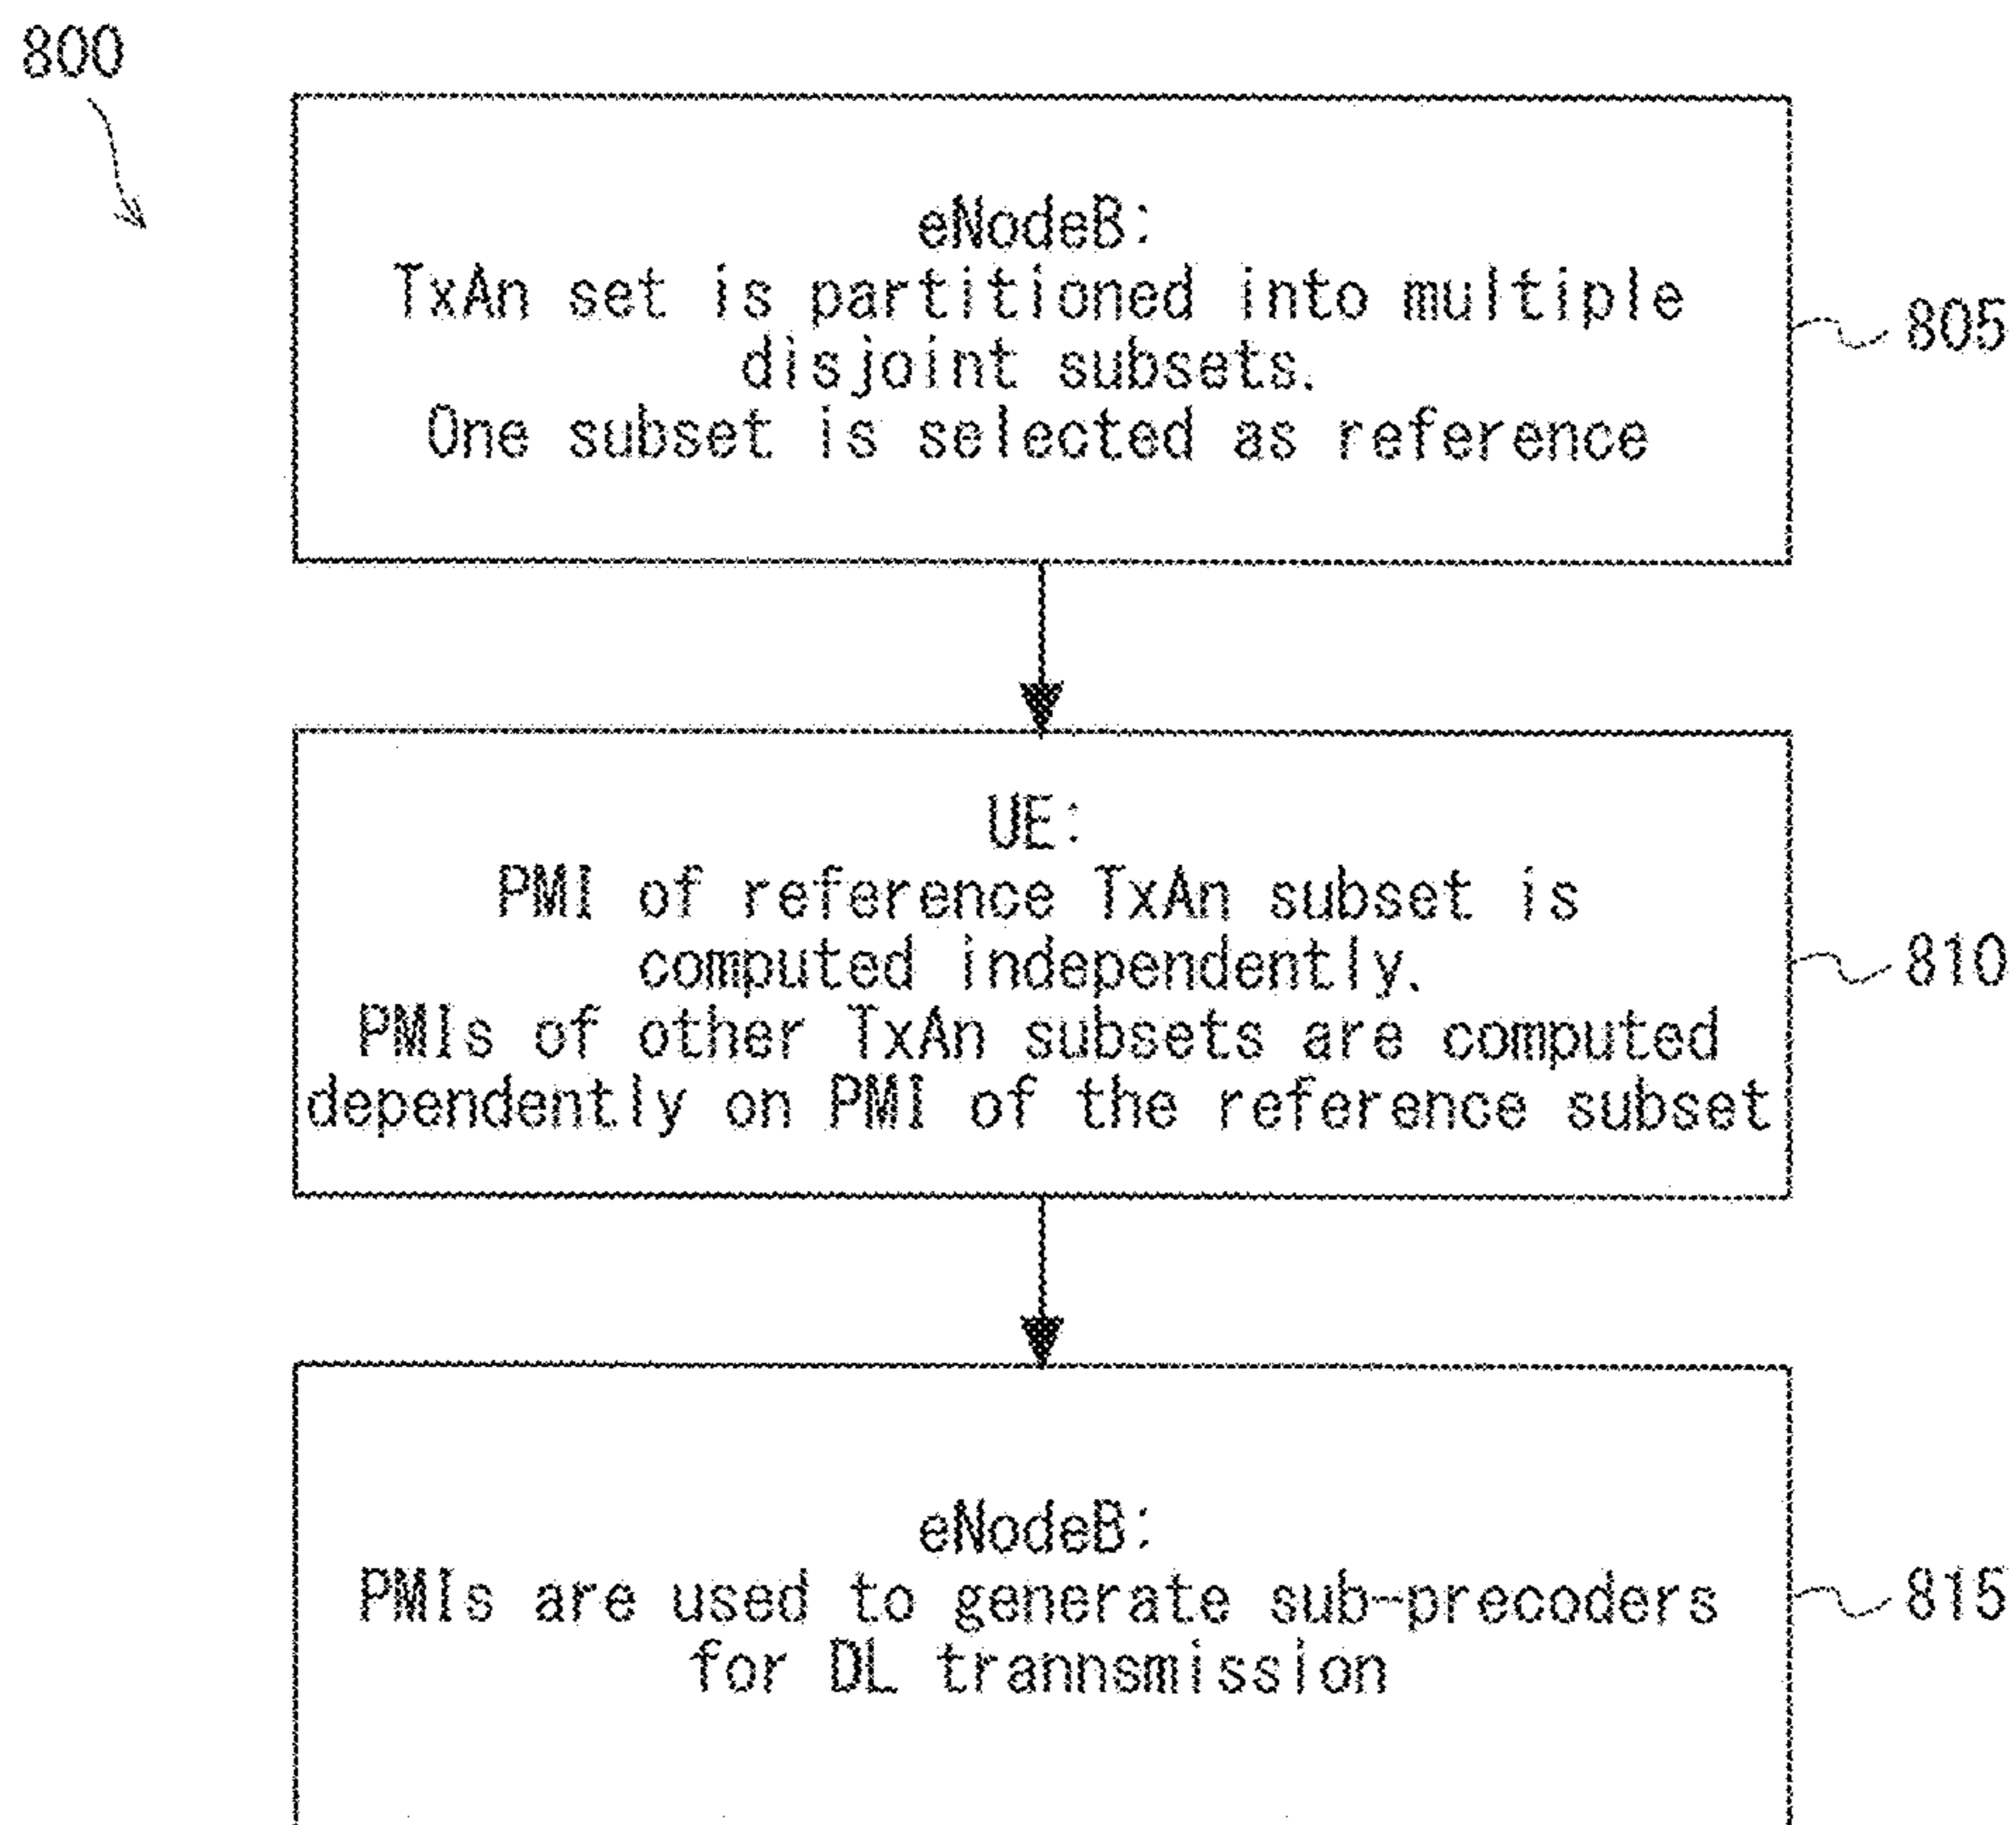 800
eNodeB:
TxAn set is partitioned into multiple
disjoint subsets.
One subset is selected as reference
805
UE:
PMI of reference TxAn subset is
computed independently.
PMIs of other TxAn subsets are computed
dependently on PMI of the reference subset
810
eNodeB:
PMIs are used to generate sub-precoders
for DL trannsmission
815